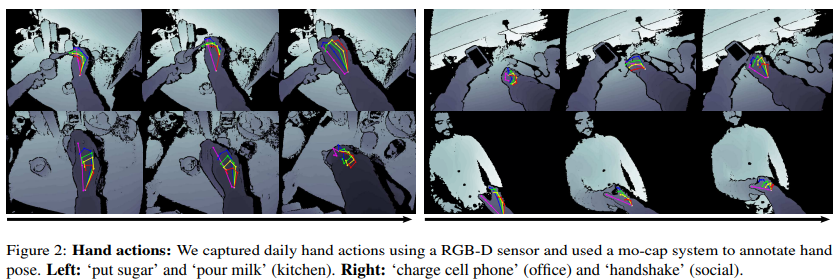 Figure 2: Hand actions: We captured daily hand actions using a RGB-D sensor and used a mo-cap system to annotate hand
pose. Left: ‘put sugar’ and ‘pour milk’ (kitchen). Right: ‘charge cell phone’ (office) and ‘handshake’ (social).